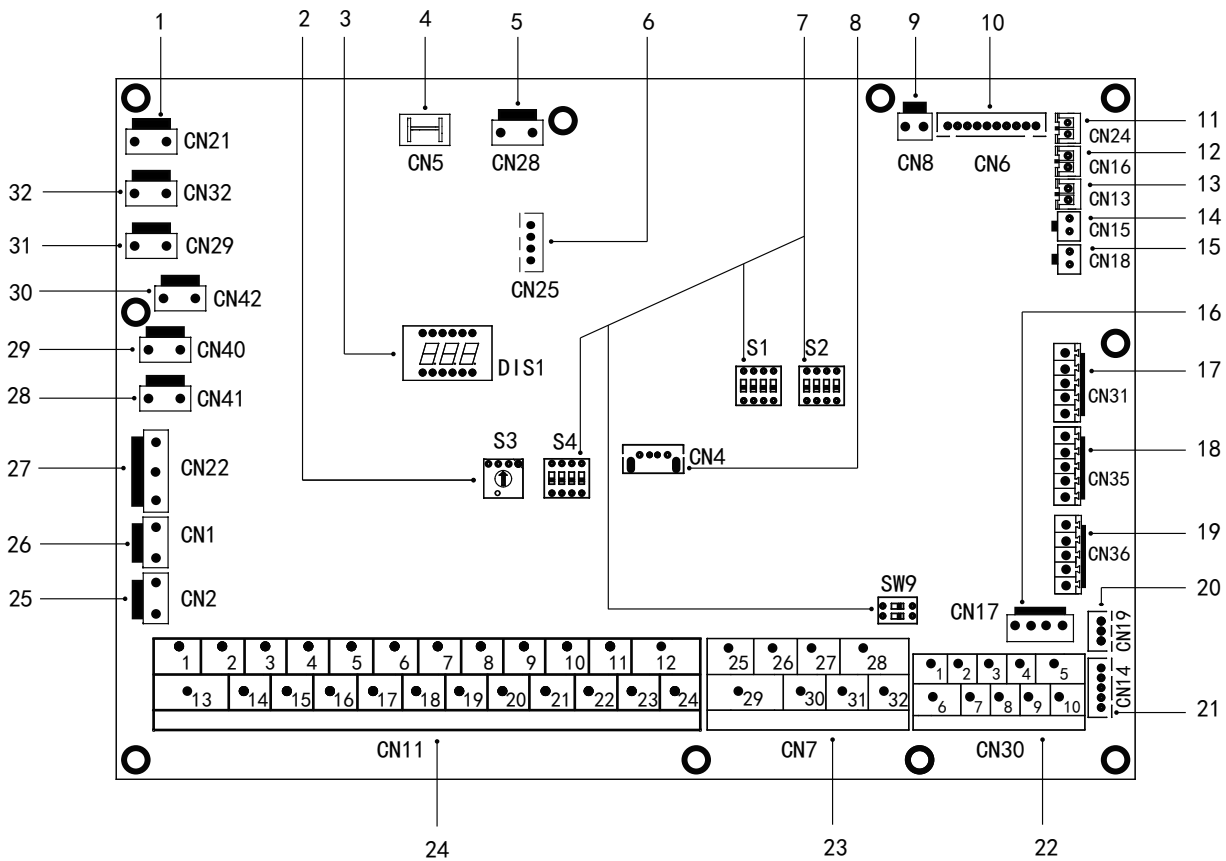 1 2 3 4 5 6 7 8 9 10
CN21
CN5
CN28
CN8
CN6
CN24
11
CN16
12
CN13
13
CN15
14
CN18
15
32
CN32
31
CN29
CN25
30
CN42
16
29
CN40
DIS1
S1
S2
CN31
17
28
CN41
27
CN22
S3
S4
CN4
CN35
18
26
CN1
CN36
19
25
CN2
SW9
CN17
CN19
20
1 2 3 4 5 6 7 8 9 10 11 12
25 26 27 28
1 2 3 4 5
CN14
13 14 15 16 17 18 19 20 21 22 23 24
29 30 31 32
6 7 8 9 10
21
CN11
CN7
CN30
24
23
22